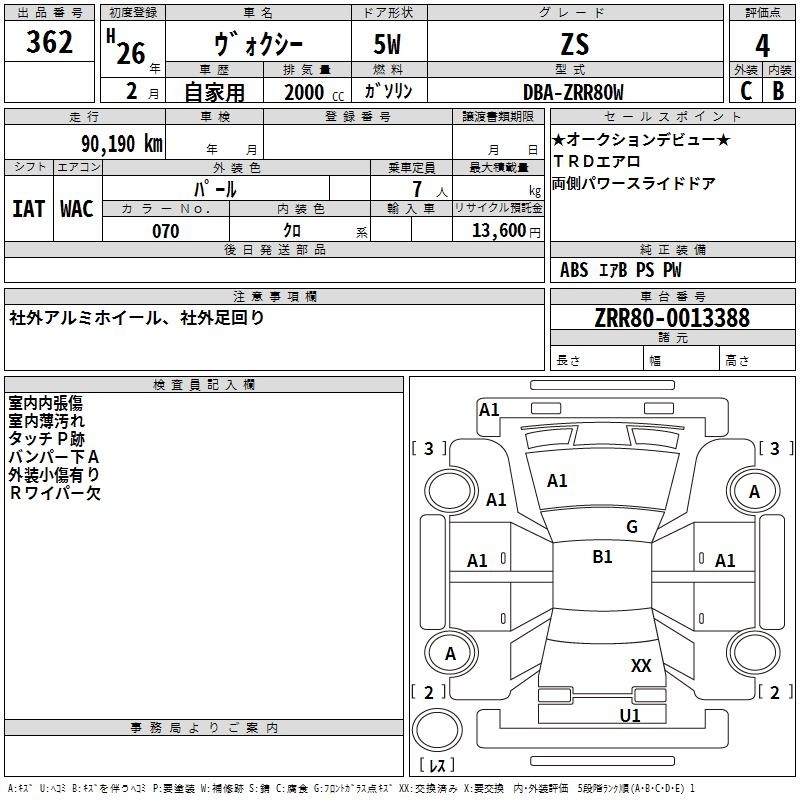 出品番号 初度登録 車名 ドア形状 グレード 評価点
362 H26年 ヴォクシー 5W ZS 4
車歴 排気量 燃料 型式 外装 内装
2月 自家用 2000 CC ガソリン DBA-ZRR80W C B
走行 車検 登録番号 譲渡書類期限 セールスポイント
90,190 km 年 月 月 日
★オークションデビュー★
TRDエアロ
両側パワースライドドア
シフト エアコン 外装色 乗車定員 最大積載量
IAT WAC パール 7人 kg
カラーNo. 内装色 輸入車 リサイクル預託金
070 クロ 系 13,600円
後日発送部品 純正装備
ABS エアB PS PW
注意事項欄 車台番号
社外アルミホイール、社外足回り ZRR80-0013388
諸元
長さ 幅 高さ
検査員記入欄
室内内張傷
室内薄汚れ
タッチP跡
バンパー下A
外装小傷有り
Rワイパー欠
事務局よりご案内
A1
[3] [3]
A1
A1 A
G
A1 B1 A1
A
XX
[2] [2]
U1
[レス]
A:キズ U:ヘコミ B:キズを伴うヘコミ P:要塗装 W:補修跡 S:錆 C:腐食 G:フロントガラス点キズ XX:交換済み X:要交換 内・外装評価 5段階ランク順(A・B・C・D・E) 1